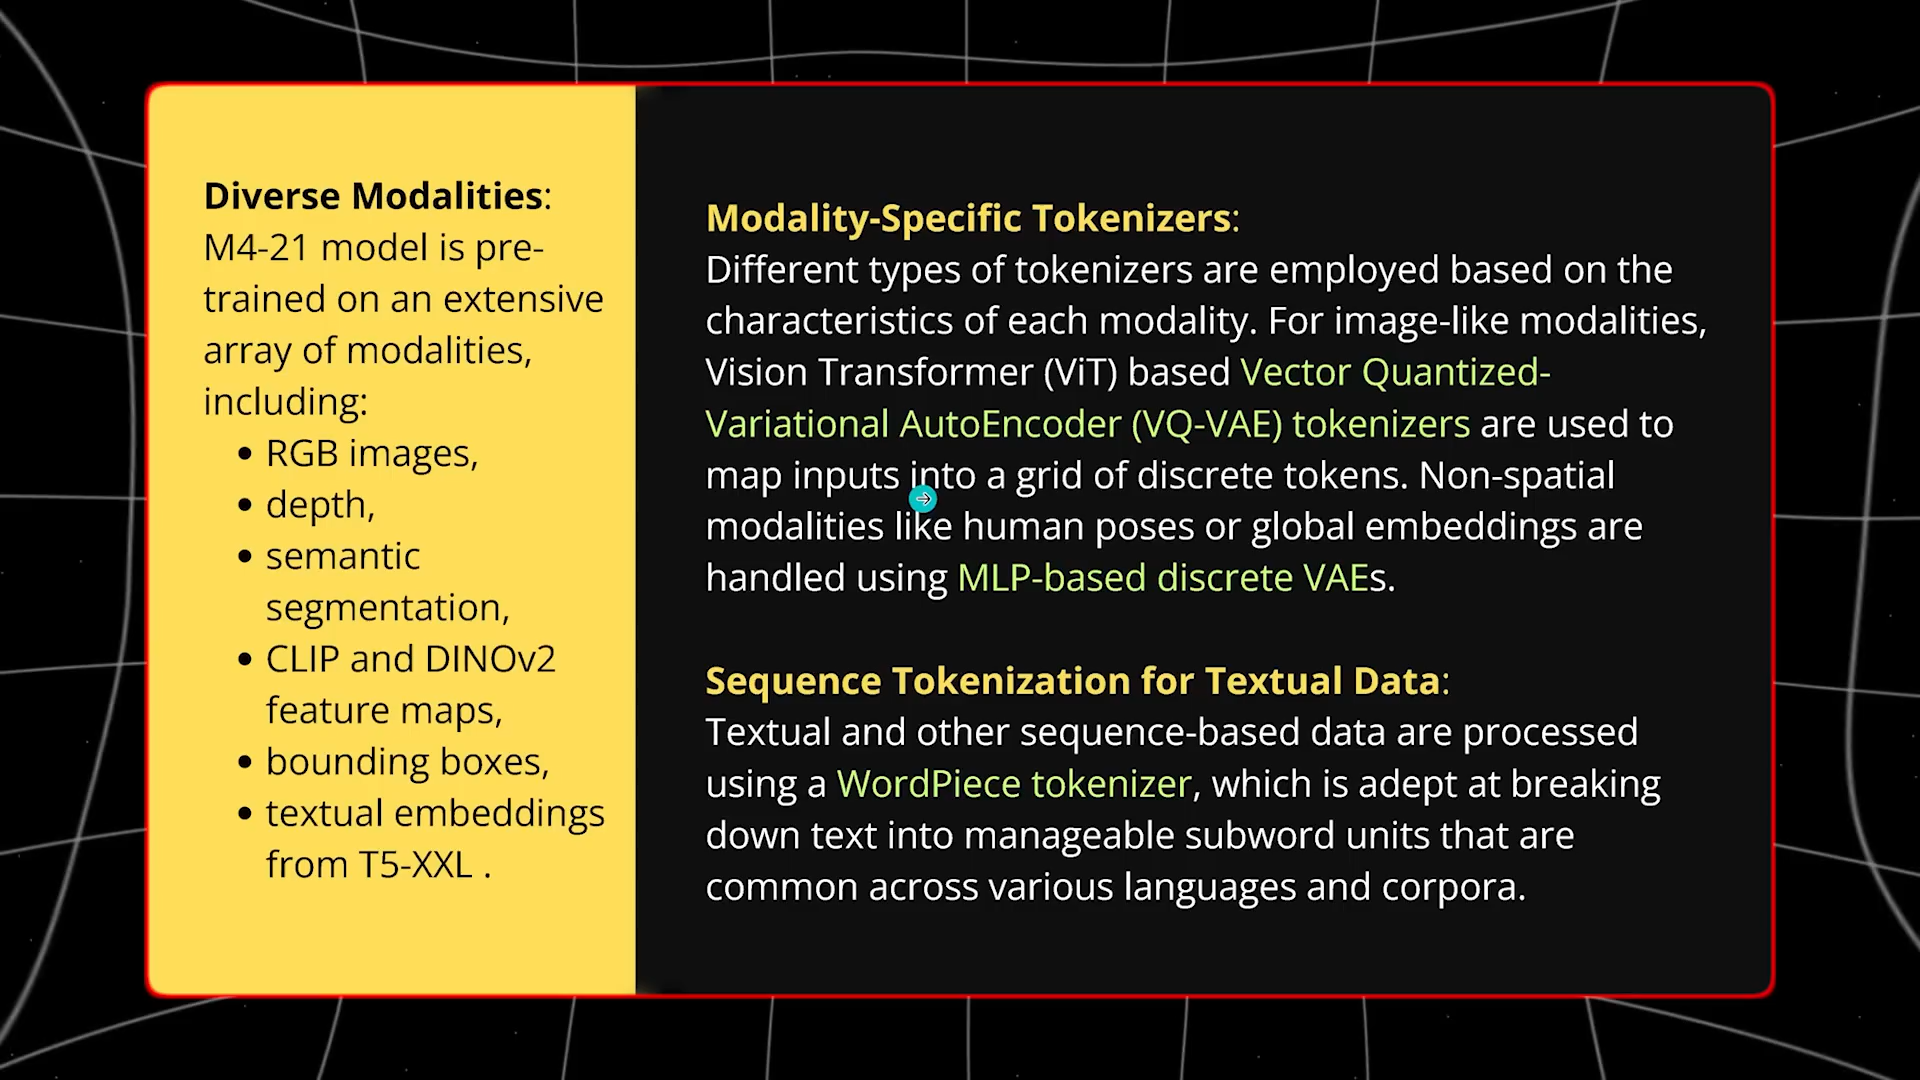 Diverse Modalities:
M4-21 model is pre-
trained on an extensive
array of modalities,
including:
• RGB images,
• depth,
• semantic
segmentation,
• CLIP and DINOv2
feature maps,
• bounding boxes,
• textual embeddings
from T5-XXL .
Modality-Specific Tokenizers:
Different types of tokenizers are employed based on the
characteristics of each modality. For image-like modalities,
Vision Transformer (ViT) based Vector Quantized-
Variational AutoEncoder (VQ-VAE) tokenizers are used to
map inputs into a grid of discrete tokens. Non-spatial
modalities like human poses or global embeddings are
handled using MLP-based discrete VAEs.
Sequence Tokenization for Textual Data:
Textual and other sequence-based data are processed
using a WordPiece tokenizer, which is adept at breaking
down text into manageable subword units that are
common across various languages and corpora.